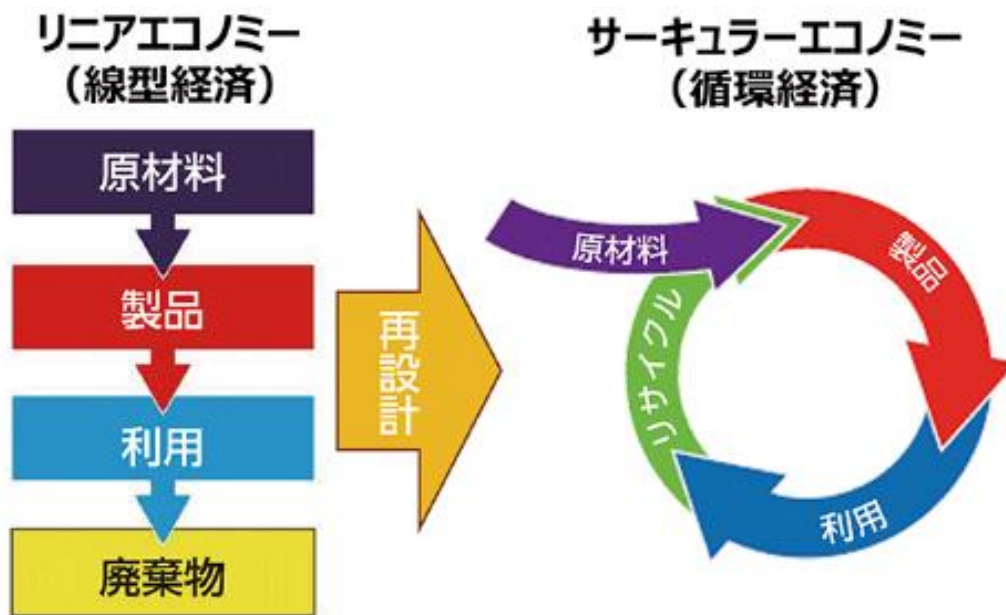 リニアエコノミー
（線型経済）
原材料
製品
利用
廃棄物
再設計
サーキュラーエコノミー
（循環経済）
原材料
製品
利用
リサイクル